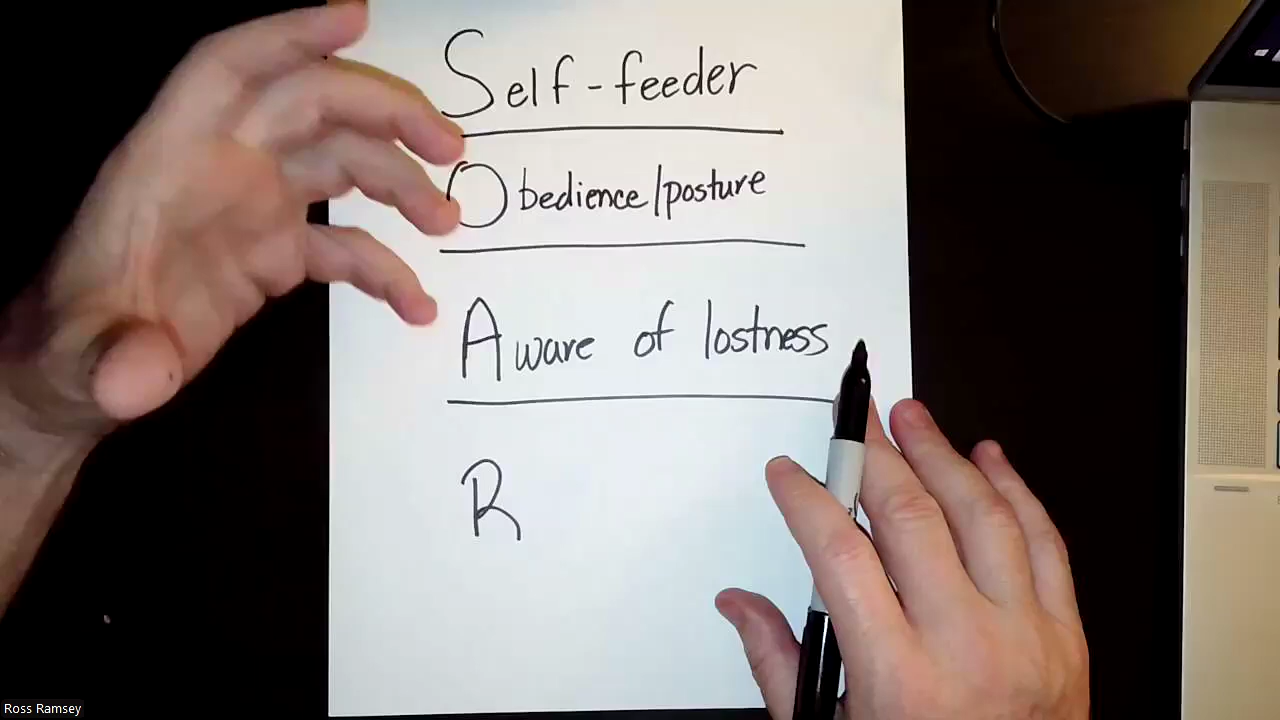 Self-feeder
Obedience/posture
Aware of lostness
R
Ross Ramsey